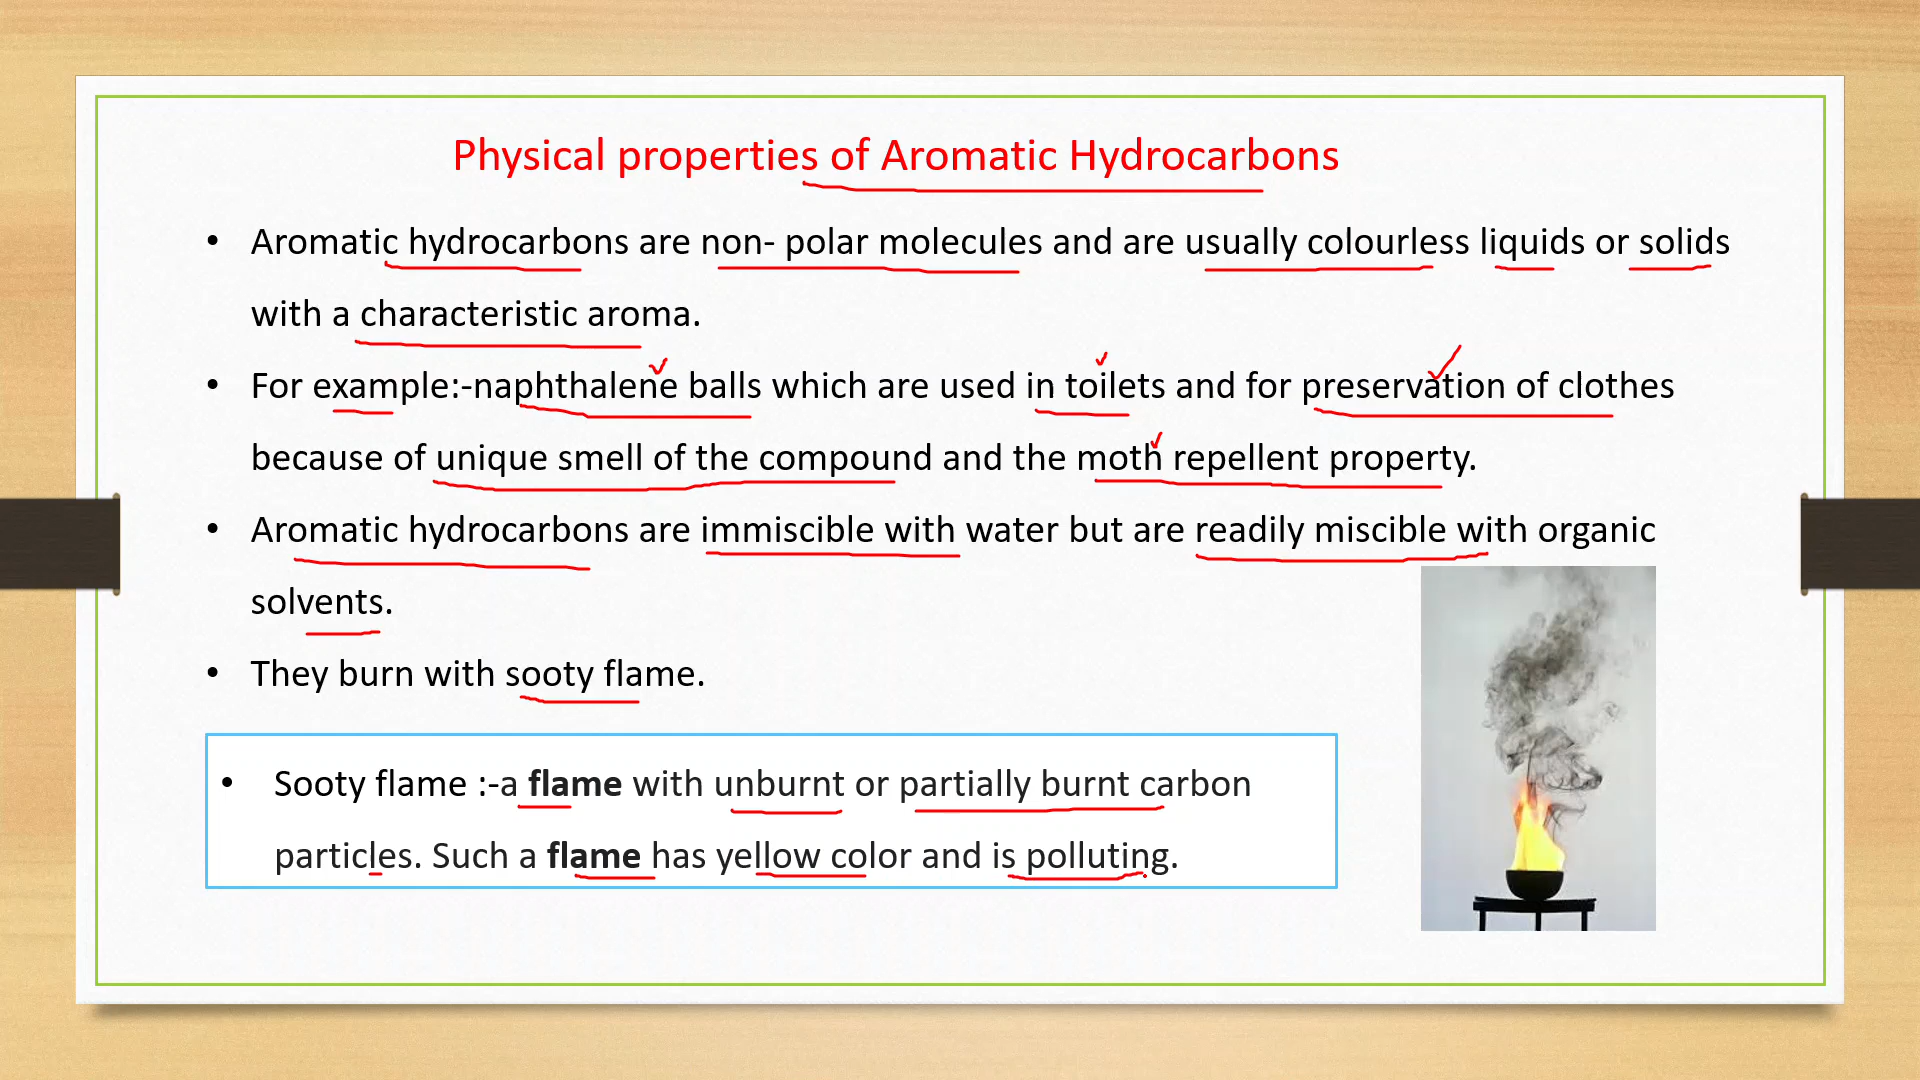 Physical properties of Aromatic Hydrocarbons
• Aromatic hydrocarbons are non- polar molecules and are usually colourless liquids or solids
with a characteristic aroma.
• For example:-naphthalene balls which are used in toilets and for preservation of clothes
because of unique smell of the compound and the moth repellent property.
• Aromatic hydrocarbons are immiscible with water but are readily miscible with organic
solvents.
• They burn with sooty flame.
• Sooty flame :-a flame with unburnt or partially burnt carbon
particles. Such a flame has yellow color and is polluting.